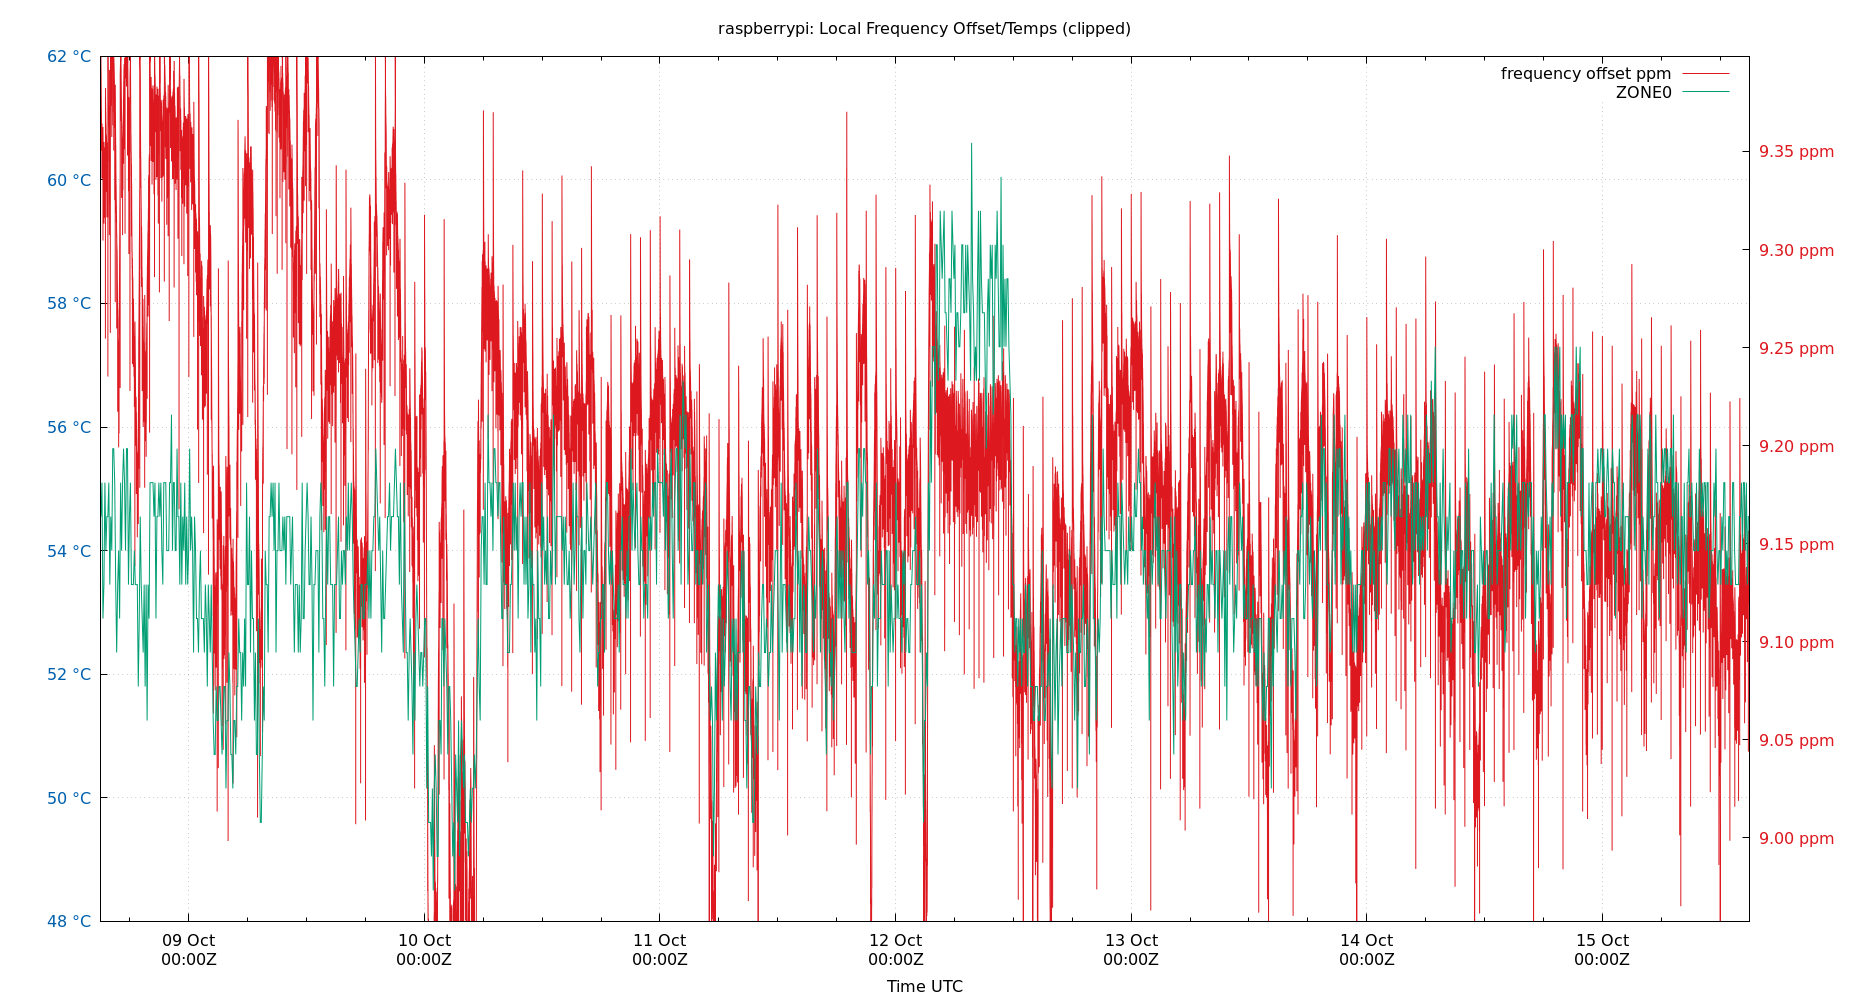 raspberrypi: Local Frequency Offset/Temps (clipped)
frequency offset ppm
ZONE0
62 °C
60 °C
58 °C
56 °C
54 °C
52 °C
50 °C
48 °C
9.35 ppm
9.30 ppm
9.25 ppm
9.20 ppm
9.15 ppm
9.10 ppm
9.05 ppm
9.00 ppm
09 Oct
00:00Z
10 Oct
00:00Z
11 Oct
00:00Z
12 Oct
00:00Z
13 Oct
00:00Z
14 Oct
00:00Z
15 Oct
00:00Z
Time UTC